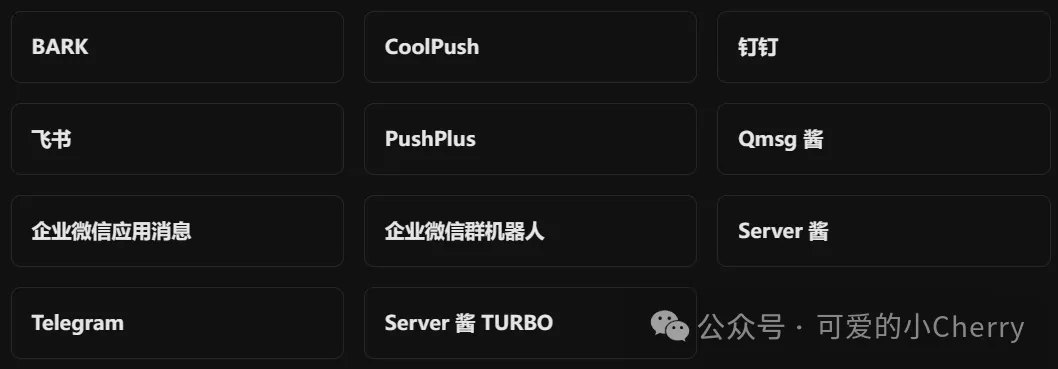 BARK
CoolPush
钉钉
飞书
PushPlus
Qmsg 酱
企业微信应用消息
企业微信群机器人
Server 酱
Telegram
Server 酱 TURBO
公众号 · 可爱的小Cherry